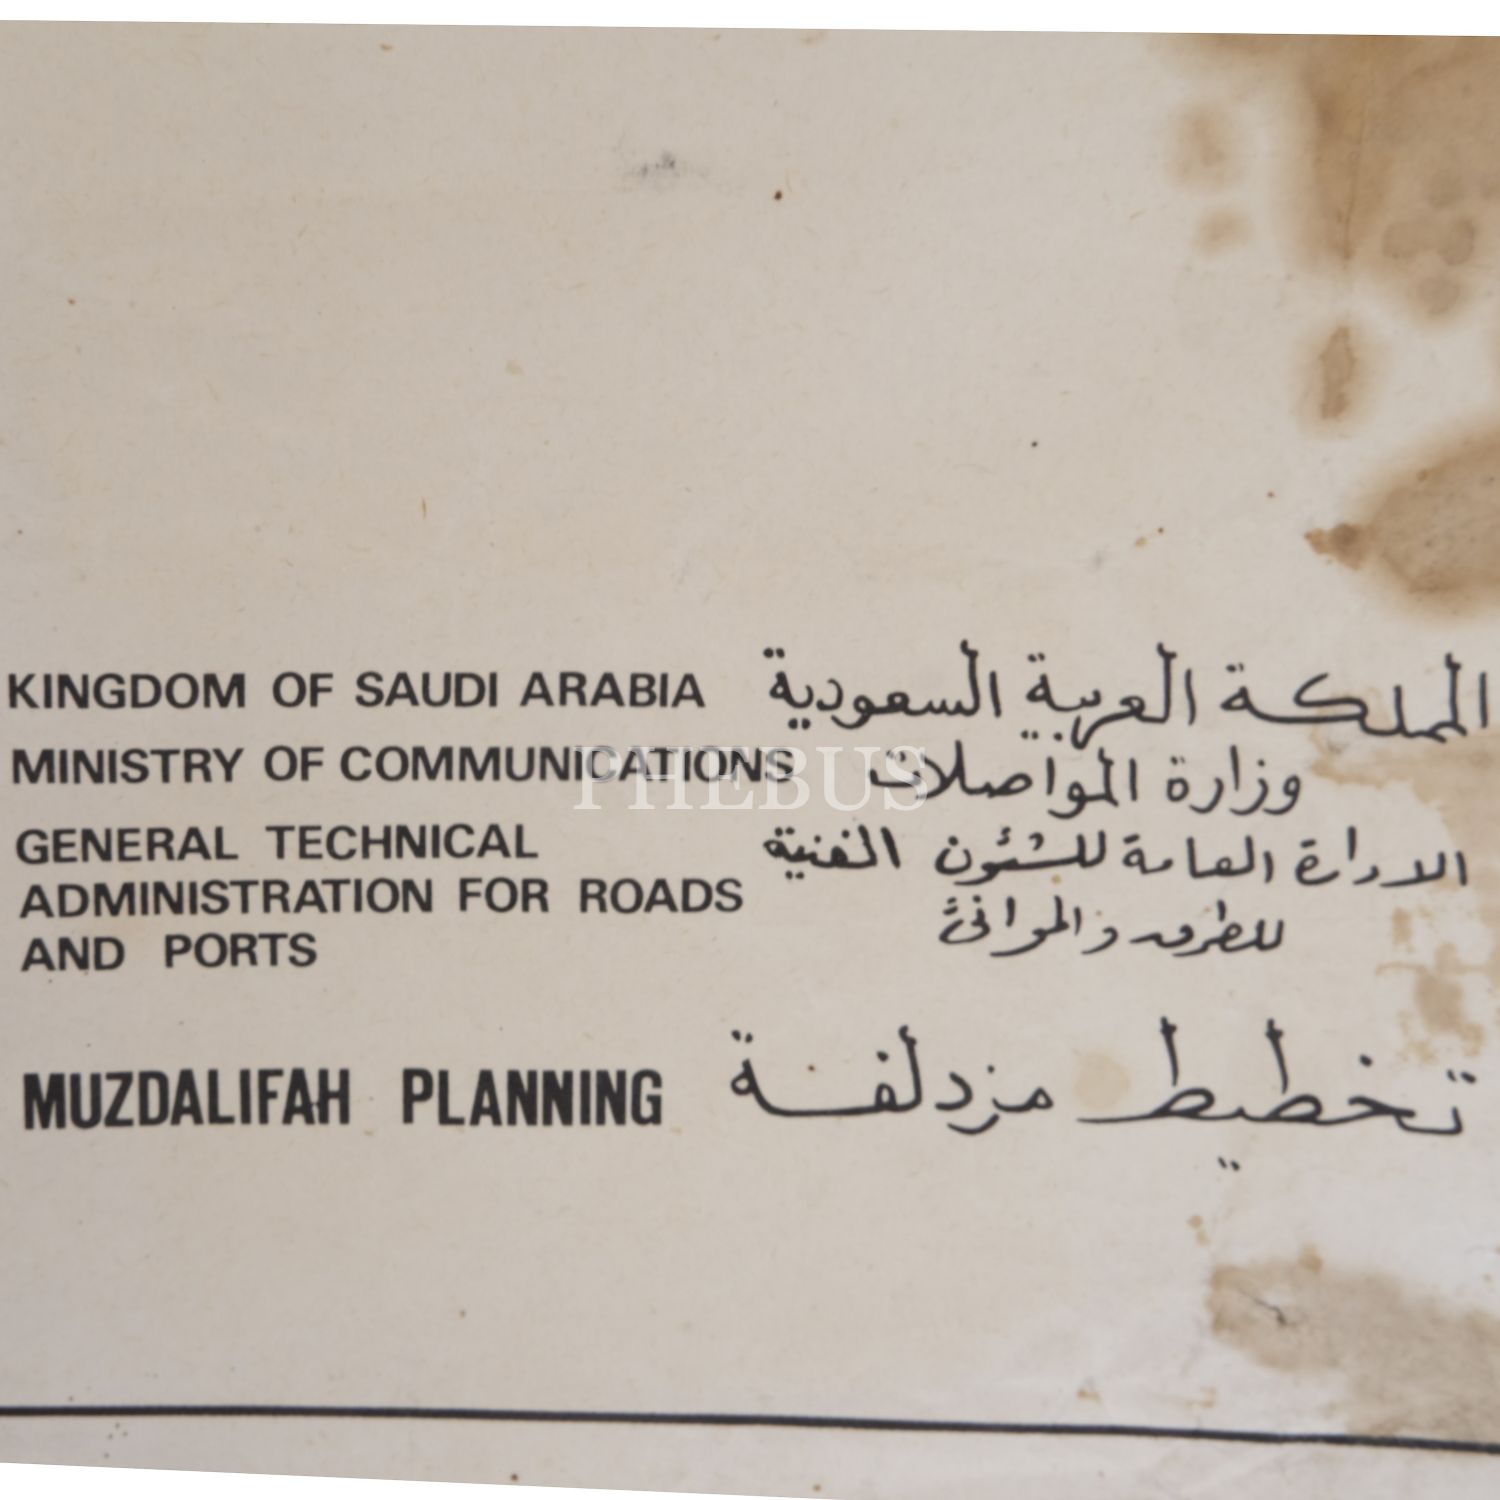 KINGDOM OF SAUDI ARABIA
المملكة العربية السعودية
MINISTRY OF COMMUNICATIONS
وزارة المواصلات
PHEBUS
GENERAL TECHNICAL
ADMINISTRATION FOR ROADS
AND PORTS
الادارة العامة للشئون الفنية
للطرق والموانئ
MUZDALIFAH PLANNING
تخطيط مزدلفة